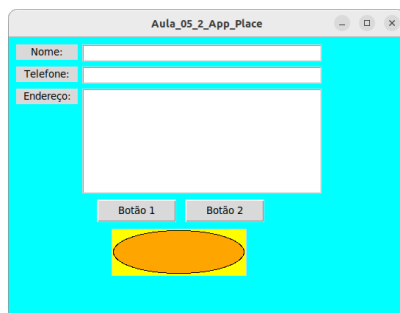 Aula_05_2_App_Place
Nome:
Telefone:
Endereço:
Botão 1 Botão 2